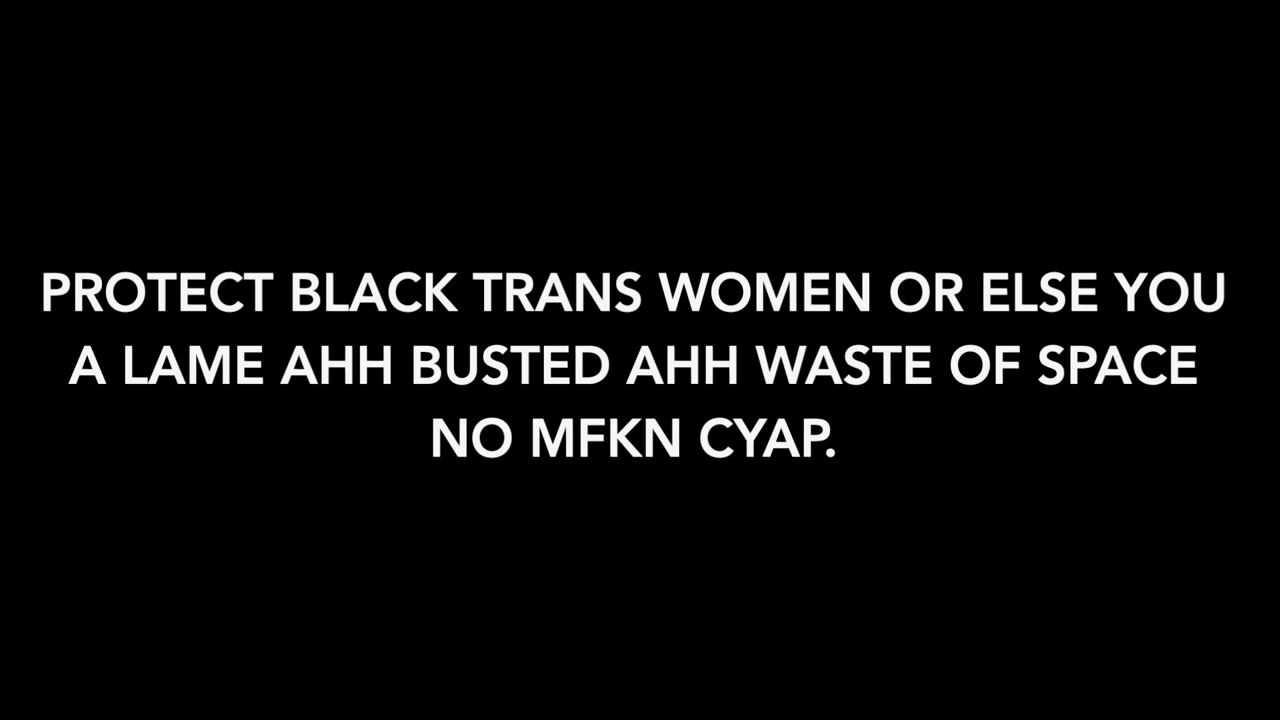 PROTECT BLACK TRANS WOMEN OR ELSE YOU
A LAME AHH BUSTED AHH WASTE OF SPACE
NO MFKN CYAP.